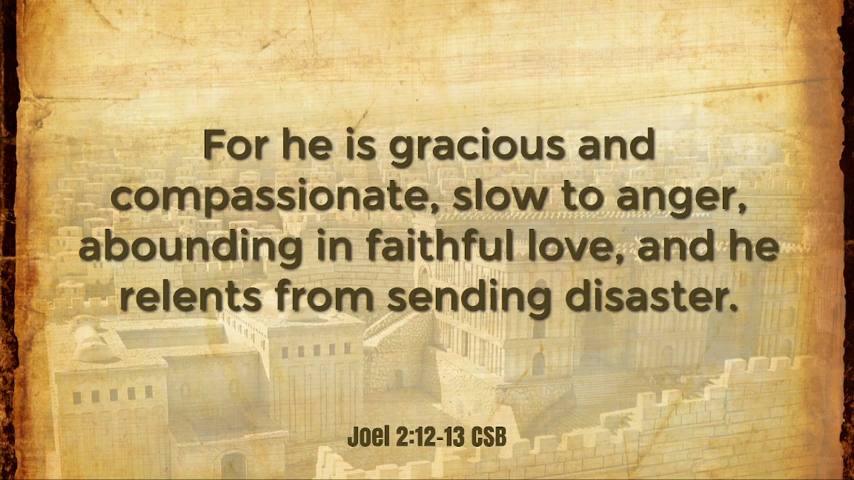 For he is gracious and
compassionate, slow to anger,
abounding in faithful love, and he
relents from sending disaster.
Joel 2:12-13 CSB